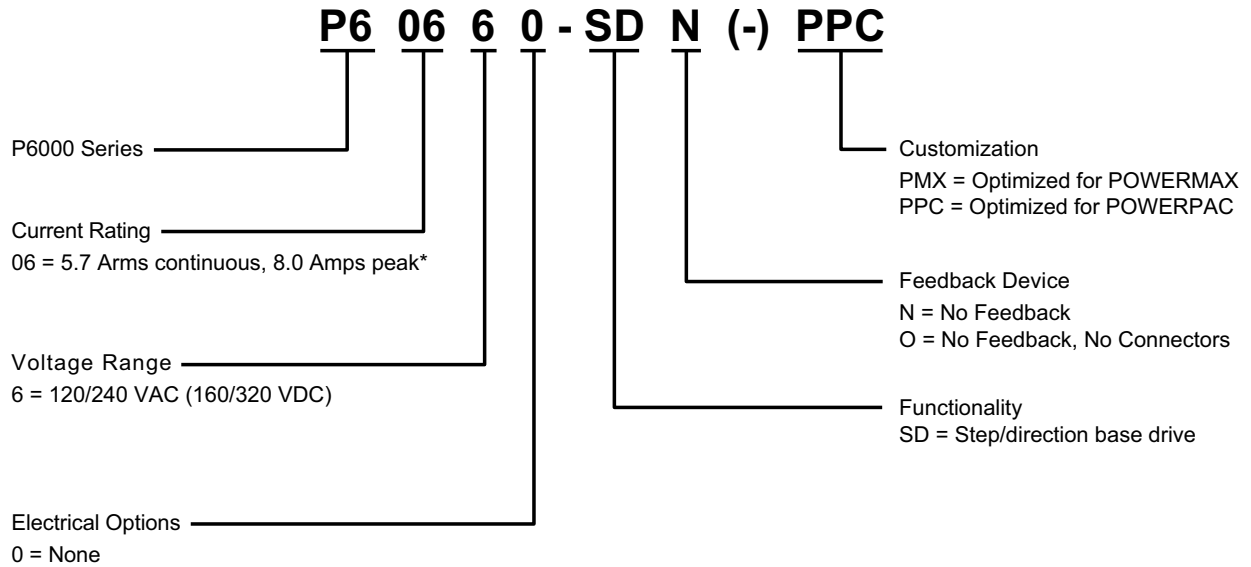 P6 06 6 0 - SD N (-) PPC
P6000 Series
Current Rating
06 = 5.7 Arms continuous, 8.0 Amps peak*
Voltage Range
6 = 120/240 VAC (160/320 VDC)
Electrical Options
0 = None
Customization
PMX = Optimized for POWERMAX
PPC = Optimized for POWERPAC
Feedback Device
N = No Feedback
O = No Feedback, No Connectors
Functionality
SD = Step/direction base drive